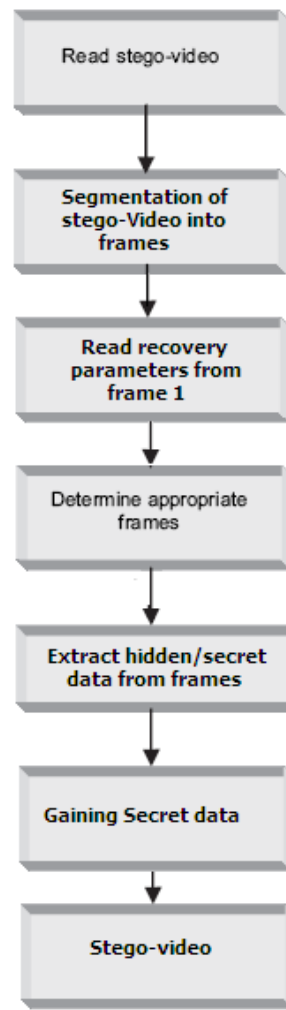 Read stego-video
Segmentation of
stego-Video into
frames
Read recovery
parameters from
frame 1
Determine appropriate
frames
Extract hidden/secret
data from frames
Gaining Secret data
Stego-video